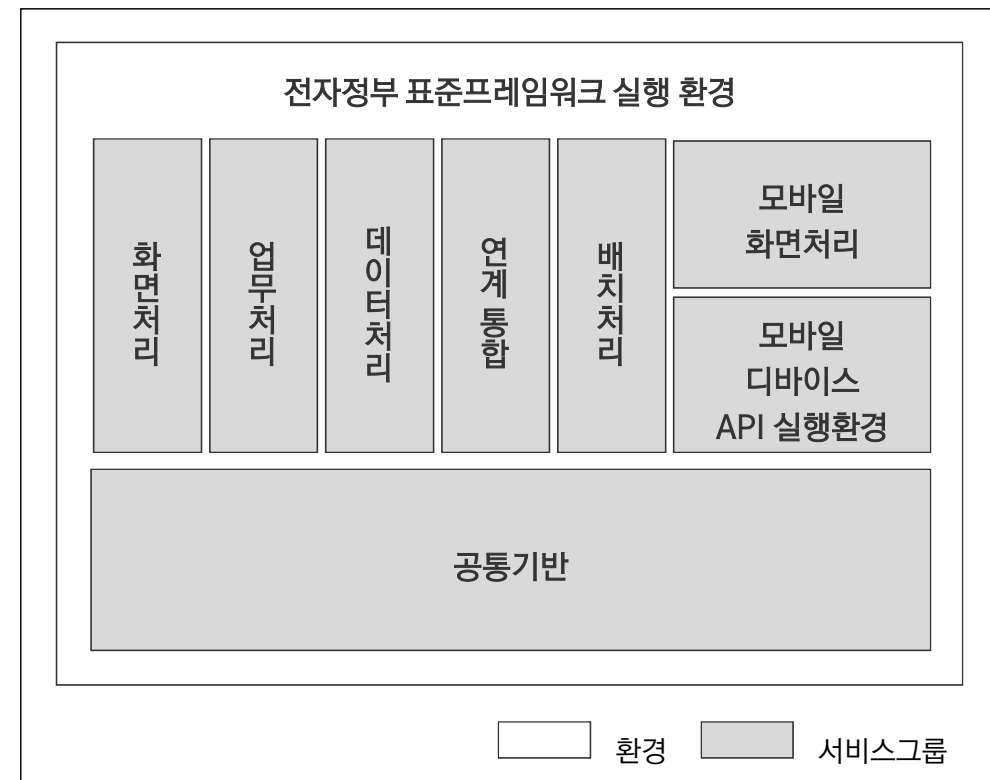 전자정부 표준프레임워크 실행 환경
화면처리
업무처리
데이터처리
연계 통합
배치처리
모바일
화면처리
모바일
디바이스
API 실행환경
공통기반
환경
서비스그룹